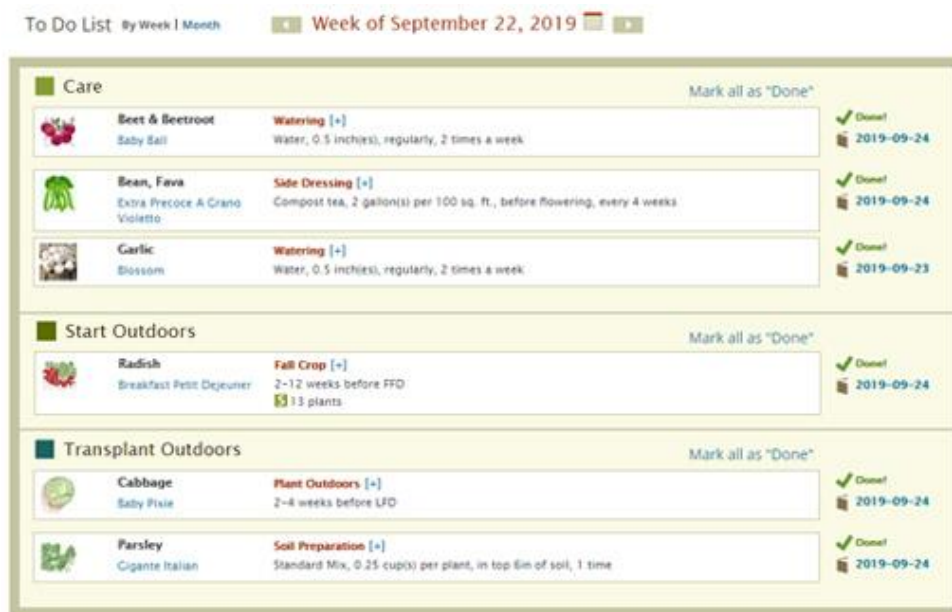 To Do List By Week | Month Week of September 22, 2019
Care Mark all as "Done"
Beet & Beetroot Watering [+] Done!
Baby Ball Water, 0.5 inch(es), regularly, 2 times a week 2019-09-24
Bean, Fava Side Dressing [+] Done!
Extra Precoce A Grano Compost tea, 2 gallon(s) per 100 sq. ft., before flowering, every 4 weeks 2019-09-24
Violetto
Garlic Watering [+] Done!
Blossom Water, 0.5 inch(es), regularly, 2 times a week 2019-09-23
Start Outdoors Mark all as "Done"
Radish Fall Crop [+] Done!
Breakfast Petit Dejeuner 2-12 weeks before FFD 2019-09-24
S 13 plants
Transplant Outdoors Mark all as "Done"
Cabbage Plant Outdoors [+] Done!
Baby Pixie 2-4 weeks before LFD 2019-09-24
Parsley Soil Preparation [+] Done!
Gigante Italian Standard Mix, 0.25 cup(s) per plant, in top 6in of soil, 1 time 2019-09-24